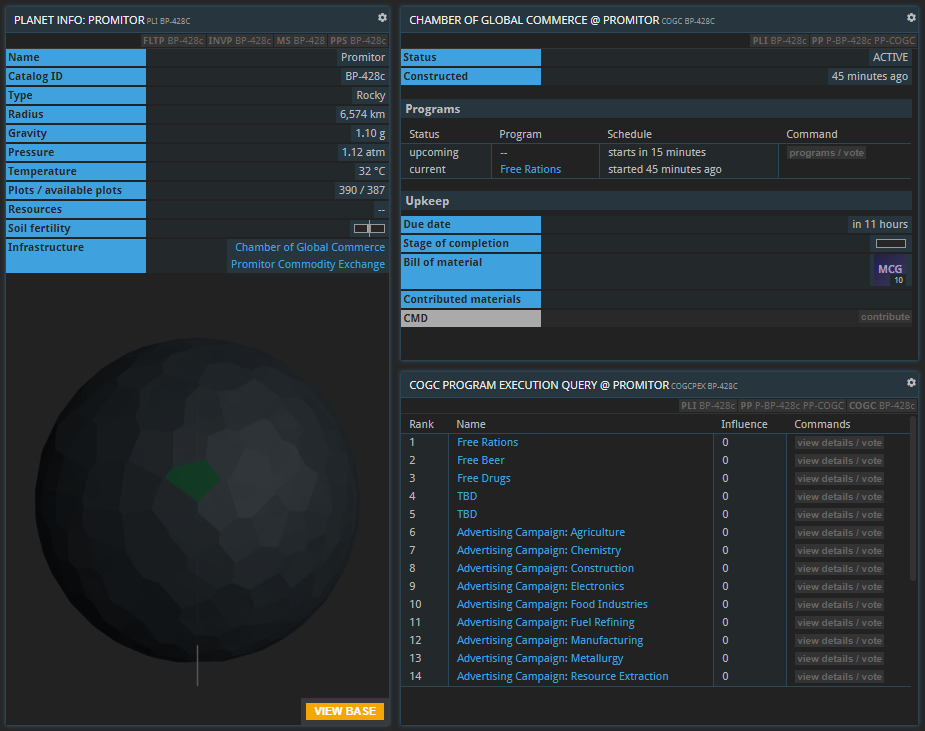 PLANET INFO: PROMITOR PLI BP-428C
FLTP BP-428c INVP BP-428c MS BP-428 PPS BP-428c
Name Promitor
Catalog ID BP-428c
Type Rocky
Radius 6,574 km
Gravity 1.10 g
Pressure 1.12 atm
Temperature 32 °C
Plots / available plots 390 / 387
Resources --
Soil fertility
Infrastructure Chamber of Global Commerce
Promitor Commodity Exchange
VIEW BASE
CHAMBER OF GLOBAL COMMERCE @ PROMITOR COGC BP-428C
PLI BP-428c PP P-BP-428c PP-COGC
Status ACTIVE
Constructed 45 minutes ago
Programs
Status Program Schedule Command
upcoming -- starts in 15 minutes programs / vote
current Free Rations started 45 minutes ago
Upkeep
Due date in 11 hours
Stage of completion
Bill of material MCG 10
Contributed materials
CMD contribute
COGC PROGRAM EXECUTION QUERY @ PROMITOR COGCPEX BP-428C
PLI BP-428c PP P-BP-428c PP-COGC COGC BP-428c
Rank Name Influence Commands
1 Free Rations 0 view details / vote
2 Free Beer 0 view details / vote
3 Free Drugs 0 view details / vote
4 TBD 0 view details / vote
5 TBD 0 view details / vote
6 Advertising Campaign: Agriculture 0 view details / vote
7 Advertising Campaign: Chemistry 0 view details / vote
8 Advertising Campaign: Construction 0 view details / vote
9 Advertising Campaign: Electronics 0 view details / vote
10 Advertising Campaign: Food Industries 0 view details / vote
11 Advertising Campaign: Fuel Refining 0 view details / vote
12 Advertising Campaign: Manufacturing 0 view details / vote
13 Advertising Campaign: Metallurgy 0 view details / vote
14 Advertising Campaign: Resource Extraction 0 view details / vote